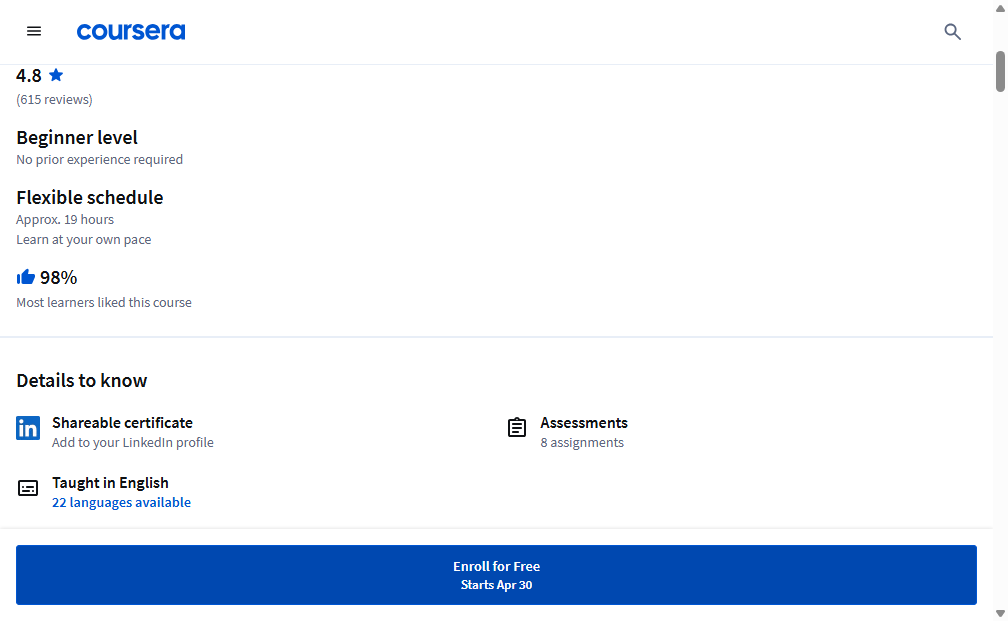 coursera
4.8
(615 reviews)
Beginner level
No prior experience required
Flexible schedule
Approx. 19 hours
Learn at your own pace
98%
Most learners liked this course
Details to know
in
Shareable certificate
Add to your LinkedIn profile
Assessments
8 assignments
Taught in English
22 languages available
Enroll for Free
Starts Apr 30